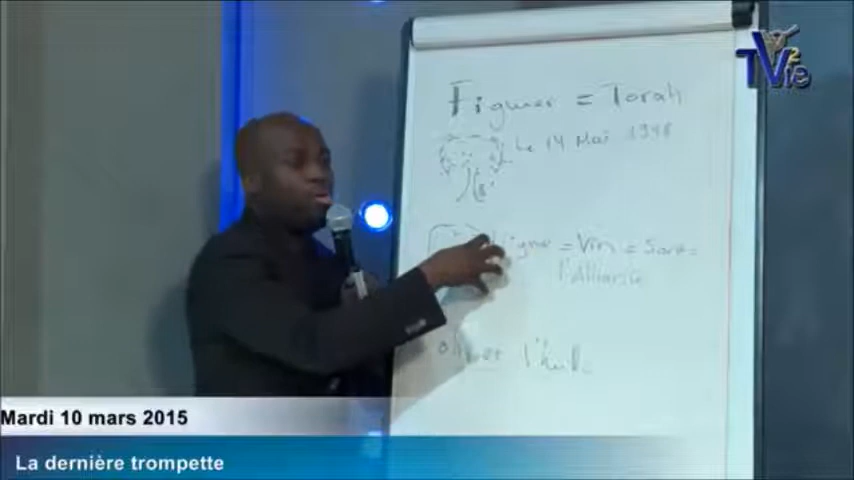 TV2Vie
Figuier = Torah
Le 14 Mai 1948
Vigne = Vin = Sang =
l'Alliance
olivier l'huile
Mardi 10 mars 2015
La dernière trompette